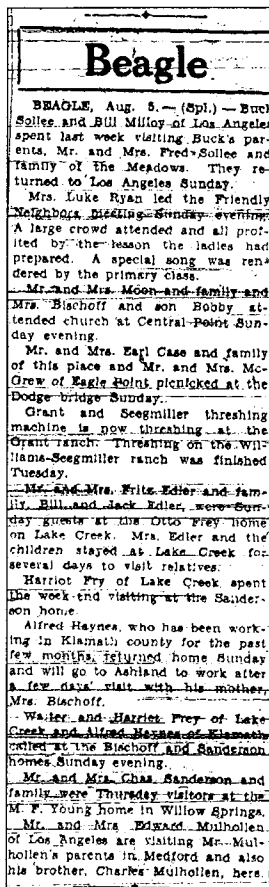 Beagle
BEAGLE, Aug. 5.—(Spl.)—Buck
Sollee and Bill Milloy of Los Angeles
spent last week visiting Buck's par-
ents, Mr. and Mrs. Fred Sollee and
family of the Meadows. They re-
turned to Los Angeles Sunday.
Mrs. Luke Ryan led the Friendly
Neighbors meeting Sunday evening.
A large crowd attended and all prof-
ited by the lesson the ladies had
prepared. A special song was ren-
dered by the primary class.
Mr. and Mrs. Moon and family and
Mrs. Bischoff and son Bobby at-
tended church at Central Point Sun-
day evening.
Mr. and Mrs. Earl Case and family
of this place and Mr. and Mrs. Mc-
Grew of Eagle Point picnicked at the
Dodge bridge Sunday.
Grant and Seegmiller threshing
machine is now threshing at the
Grant ranch. Threshing on the Wil-
liams-Seegmiller ranch was finished
Tuesday.
Mr. and Mrs. Fritz Edler and fam-
ily, Bill and Jack Edler, were Sun-
day guests at the Otto Frey home
on Lake Creek. Mrs. Edler and the
children stayed at Lake Creek for
several days to visit relatives.
Harriot Fry of Lake Creek spent
the week-end visiting at the Sander-
son home.
Alfred Haynes, who has been work-
ing in Klamath county for the past
few months, returned home Sunday
and will go to Ashland to work after
a few days' visit with his mother,
Mrs. Bischoff.
Walter and Harriet Frey of Lake
Creek and Alfred Haynes of Klamath
called at the Bischoff and Sanderson
homes Sunday evening.
Mr. and Mrs. Chas. Sanderson and
family were Thursday visitors at the
M. F. Young home in Willow Springs.
Mr. and Mrs. Edward Mulhollen
of Los Angeles are visiting Mr. Mul-
hollen's parents in Medford and also
his brother, Charles Mulhollen, here.